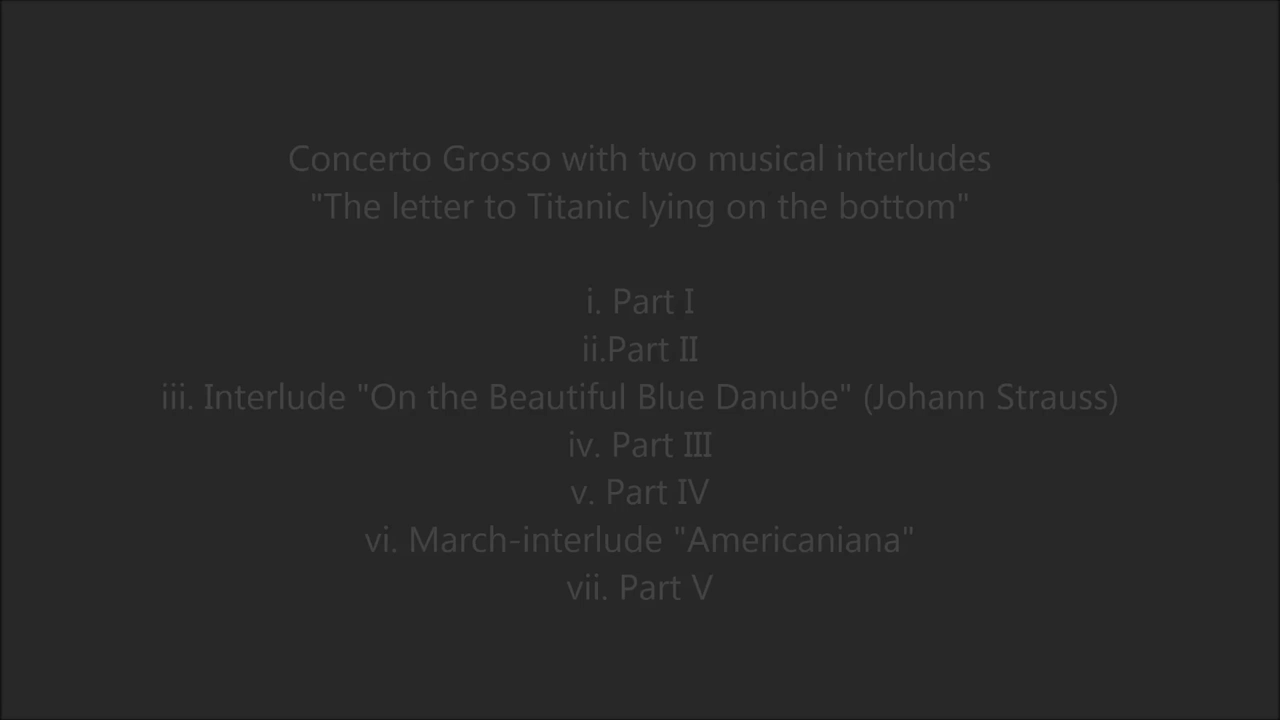 Concerto Grosso with two musical interludes
"The letter to Titanic lying on the bottom"
i. Part I
ii.Part II
iii. Interlude "On the Beautiful Blue Danube" (Johann Strauss)
iv. Part III
v. Part IV
vi. March-interlude "Americaniana"
vii. Part V